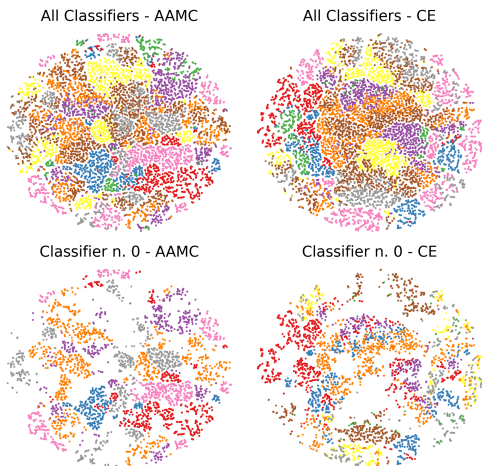 All Classifiers - AAMC
All Classifiers - CE
Classifier n. 0 - AAMC
Classifier n. 0 - CE